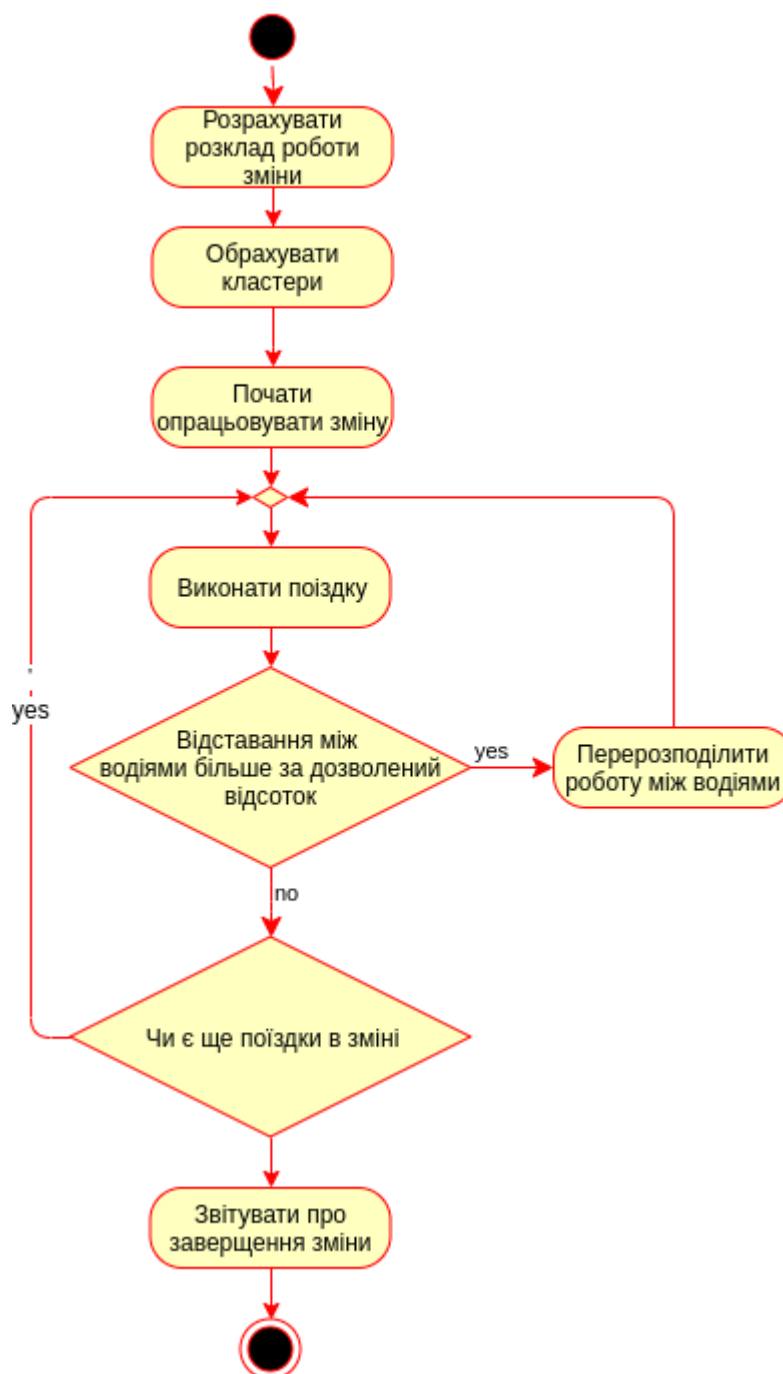 Розрахувати
розклад роботи
зміни
Обрахувати
кластери
Почати
опрацьовувати зміну
Виконати поїздку
yes
Відставання між
водіями більше за дозволений
відсоток
yes
Перерозподілити
роботу між водіями
no
Чи є ще поїздки в зміні
Звітувати про
заверщення зміни